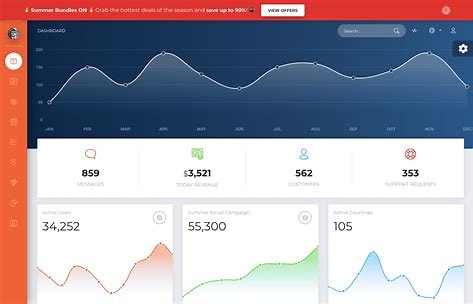 Summer Bundles ON Grab the hottest deals of the season and save up to 90%!
VIEW OFFERS
DASHBOARD
Search...
200
150
100
50
JAN FEB MAR APR MAY JUN JUL AUG SEP OCT NOV DEC
859
MESSAGES
$3,521
TODAY REVENUE
562
CUSTOMERS
353
SUPPORT REQUESTS
Active Users
34,252
Summer Email Campaign
55,300
Active Countries
105